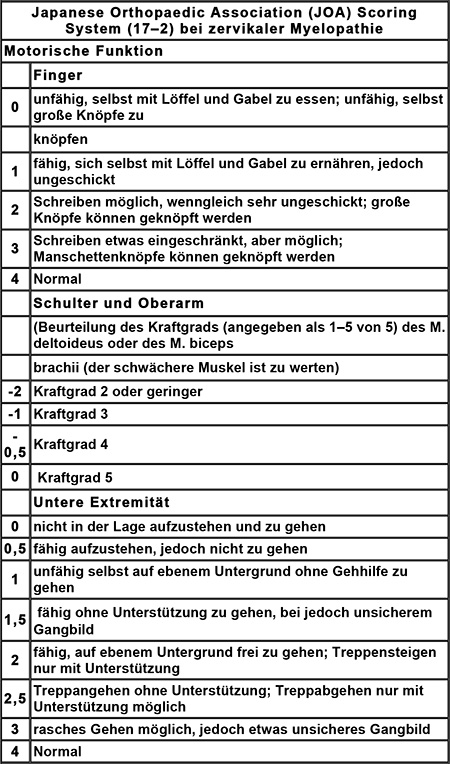 Japanese Orthopaedic Association (JOA) Scoring
System (17–2) bei zervikaler Myelopathie
Motorische Funktion
Finger
0 unfähig, selbst mit Löffel und Gabel zu essen; unfähig, selbst
große Knöpfe zu
knöpfen
1 fähig, sich selbst mit Löffel und Gabel zu ernähren, jedoch
ungeschickt
2 Schreiben möglich, wenngleich sehr ungeschickt; große
Knöpfe können geknöpft werden
3 Schreiben etwas eingeschränkt, aber möglich;
Manschettenknöpfe können geknöpft werden
4 Normal
Schulter und Oberarm
(Beurteilung des Kraftgrads (angegeben als 1–5 von 5) des M.
deltoideus oder des M. biceps
brachii (der schwächere Muskel ist zu werten)
-2 Kraftgrad 2 oder geringer
-1 Kraftgrad 3
-
0,5 Kraftgrad 4
0 Kraftgrad 5
Untere Extremität
0 nicht in der Lage aufzustehen und zu gehen
0,5 fähig aufzustehen, jedoch nicht zu gehen
1 unfähig selbst auf ebenem Untergrund ohne Gehhilfe zu
gehen
1,5 fähig ohne Unterstützung zu gehen, bei jedoch unsicherem
Gangbild
2 fähig, auf ebenem Untergrund frei zu gehen; Treppensteigen
nur mit Unterstützung
2,5 Treppangehen ohne Unterstützung; Treppabgehen nur mit
Unterstützung möglich
3 rasches Gehen möglich, jedoch etwas unsicheres Gangbild
4 Normal